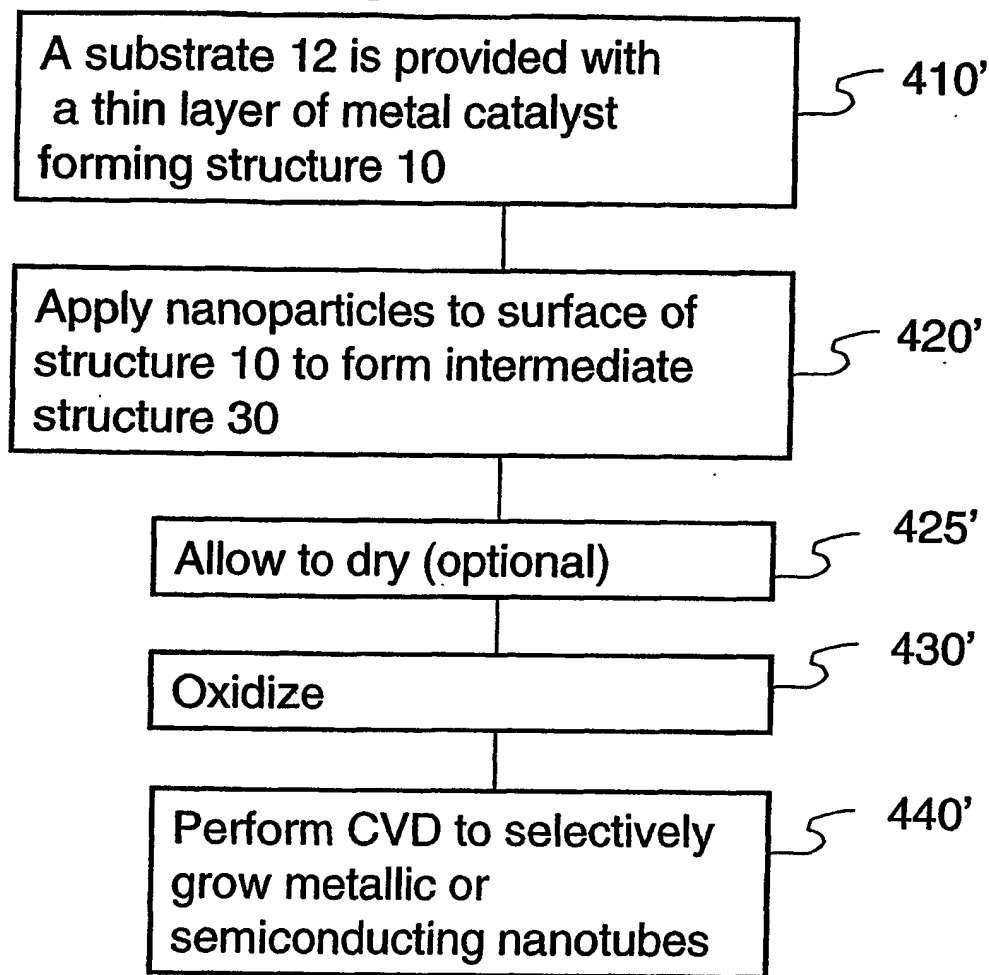 A substrate 12 is provided with
a thin layer of metal catalyst
forming structure 10
410'
Apply nanoparticles to surface of
structure 10 to form intermediate
structure 30
420'
Allow to dry (optional)
425'
Oxidize
430'
Perform CVD to selectively
grow metallic or
semiconducting nanotubes
440'